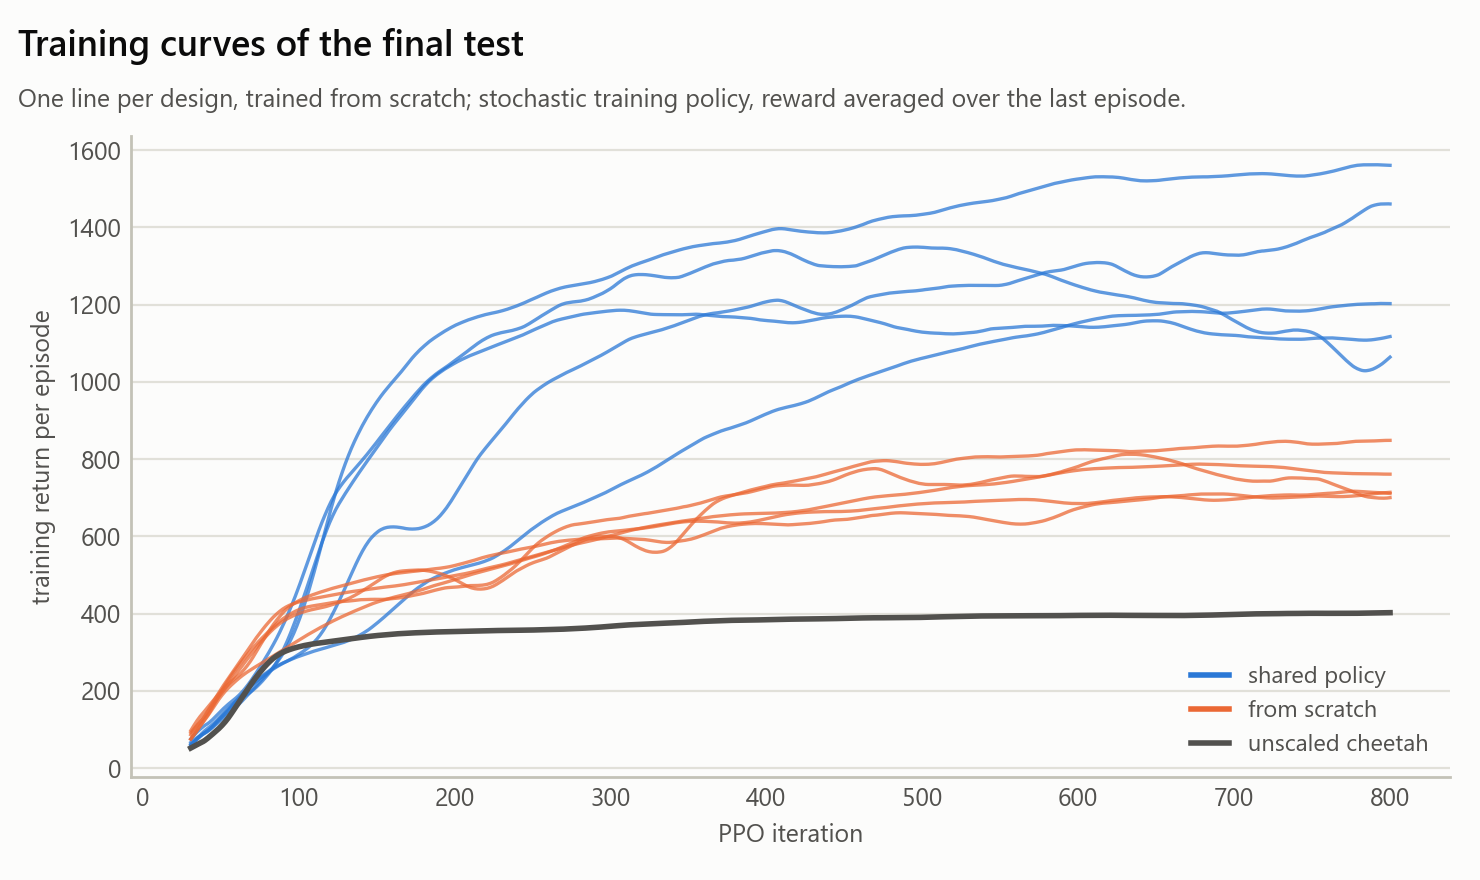 Training curves of the final test
One line per design, trained from scratch; stochastic training policy, reward averaged over the last episode.
training return per episode
1600
1400
1200
1000
800
600
400
200
0
0 100 200 300 400 500 600 700 800
PPO iteration
shared policy
from scratch
unscaled cheetah